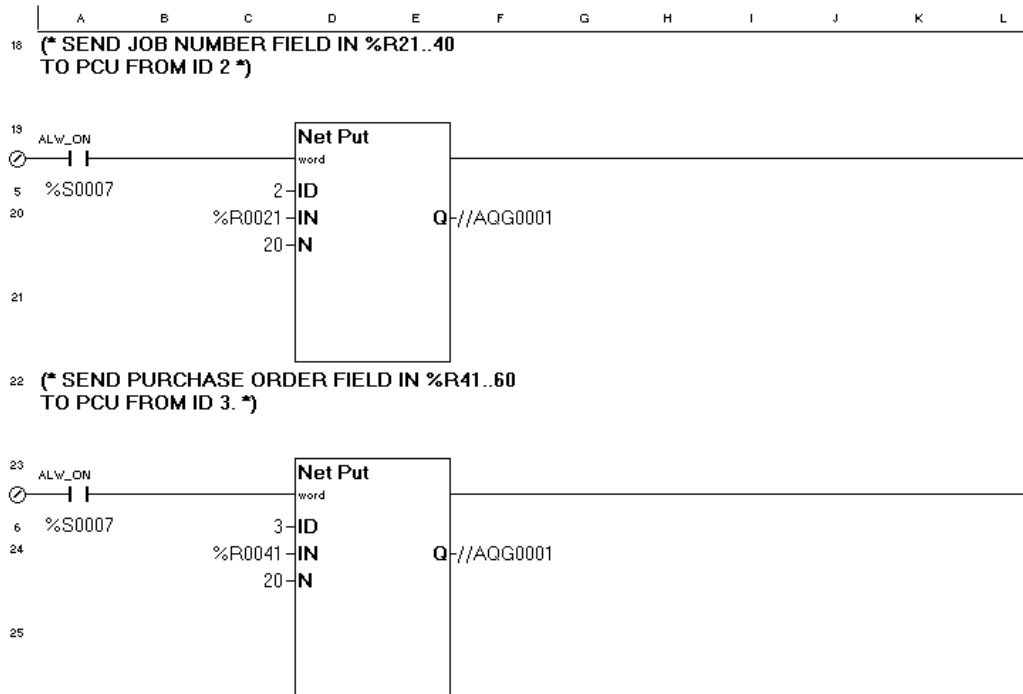 A B C D E F G H I J K L
18 (* SEND JOB NUMBER FIELD IN %R21..40
TO PCU FROM ID 2 *)
19 ALW_ON Net Put
word
5 %S0007 2 ID
20 %R0021 IN Q //AQG0001
20 N
21
22 (* SEND PURCHASE ORDER FIELD IN %R41..60
TO PCU FROM ID 3. *)
23 ALW_ON Net Put
word
6 %S0007 3 ID
24 %R0041 IN Q //AQG0001
20 N
25